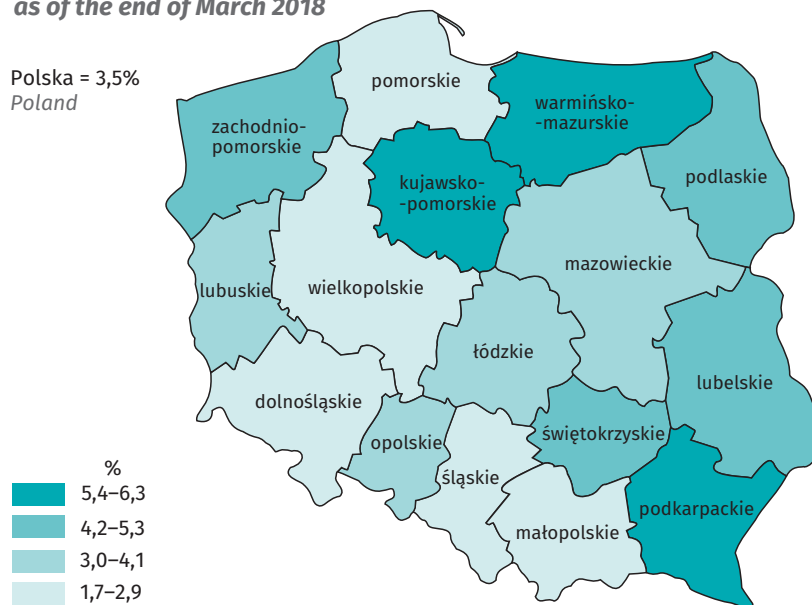 as of the end of March 2018
Polska = 3,5%
Poland
pomorskie
warmińsko-
-mazurskie
zachodnio-
pomorskie
podlaskie
kujawsko-
-pomorskie
mazowieckie
lubuskie
wielkopolskie
łódzkie
lubelskie
dolnośląskie
opolskie
świętokrzyskie
śląskie
podkarpackie
małopolskie
%
5,4–6,3
4,2–5,3
3,0–4,1
1,7–2,9